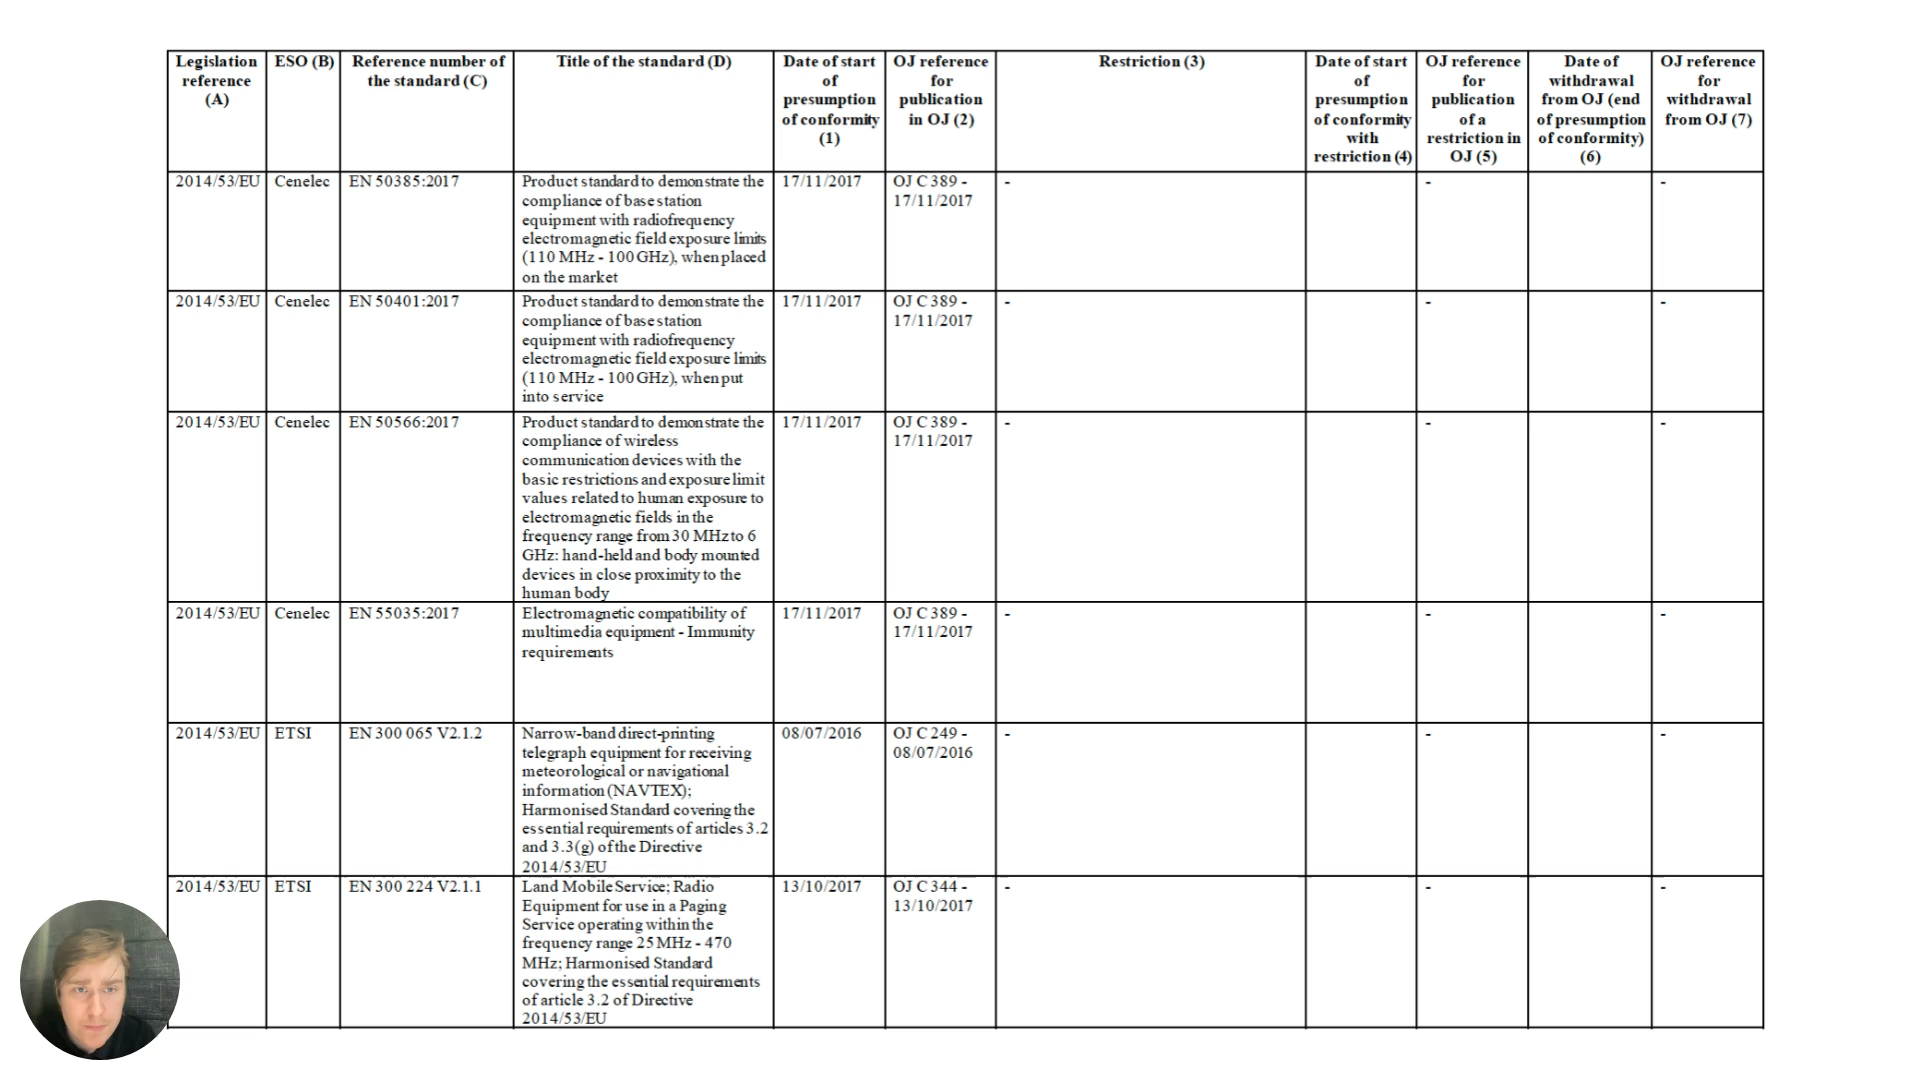 Legislation reference (A)
ESO (B)
Reference number of the standard (C)
Title of the standard (D)
Date of start of presumption of conformity (1)
OJ reference for publication in OJ (2)
Restriction (3)
Date of start of presumption of conformity with restriction (4)
OJ reference for publication of a restriction in OJ (5)
Date of withdrawal from OJ (end of presumption of conformity) (6)
OJ reference for withdrawal from OJ (7)
2014/53/EU
Cenelec
EN 50385:2017
Product standard to demonstrate the
compliance of base station
equipment with radiofrequency
electromagnetic field exposure limits
(110 MHz - 100 GHz), when placed
on the market
17/11/2017
OJ C 389 -
17/11/2017
-
-
-
2014/53/EU
Cenelec
EN 50401:2017
Product standard to demonstrate the
compliance of base station
equipment with radiofrequency
electromagnetic field exposure limits
(110 MHz - 100 GHz), when put
into service
17/11/2017
OJ C 389 -
17/11/2017
-
-
-
2014/53/EU
Cenelec
EN 50566:2017
Product standard to demonstrate the
compliance of wireless
communication devices with the
basic restrictions and exposure limit
values related to human exposure to
electromagnetic fields in the
frequency range from 30 MHz to 6
GHz: hand-held and body mounted
devices in close proximity to the
human body
17/11/2017
OJ C 389 -
17/11/2017
-
-
-
2014/53/EU
Cenelec
EN 55035:2017
Electromagnetic compatibility of
multimedia equipment - Immunity
requirements
17/11/2017
OJ C 389 -
17/11/2017
-
-
-
2014/53/EU
ETSI
EN 300 065 V2.1.2
Narrow-band direct-printing
telegraph equipment for receiving
meteorological or navigational
information (NAVTEX);
Harmonised Standard covering the
essential requirements of articles 3.2
and 3.3(g) of the Directive
2014/53/EU
08/07/2016
OJ C 249 -
08/07/2016
-
-
-
2014/53/EU
ETSI
EN 300 224 V2.1.1
Land Mobile Service; Radio
Equipment for use in a Paging
Service operating within the
frequency range 25 MHz - 470
MHz; Harmonised Standard
covering the essential requirements
of article 3.2 of Directive
2014/53/EU
13/10/2017
OJ C 344 -
13/10/2017
-
-
-